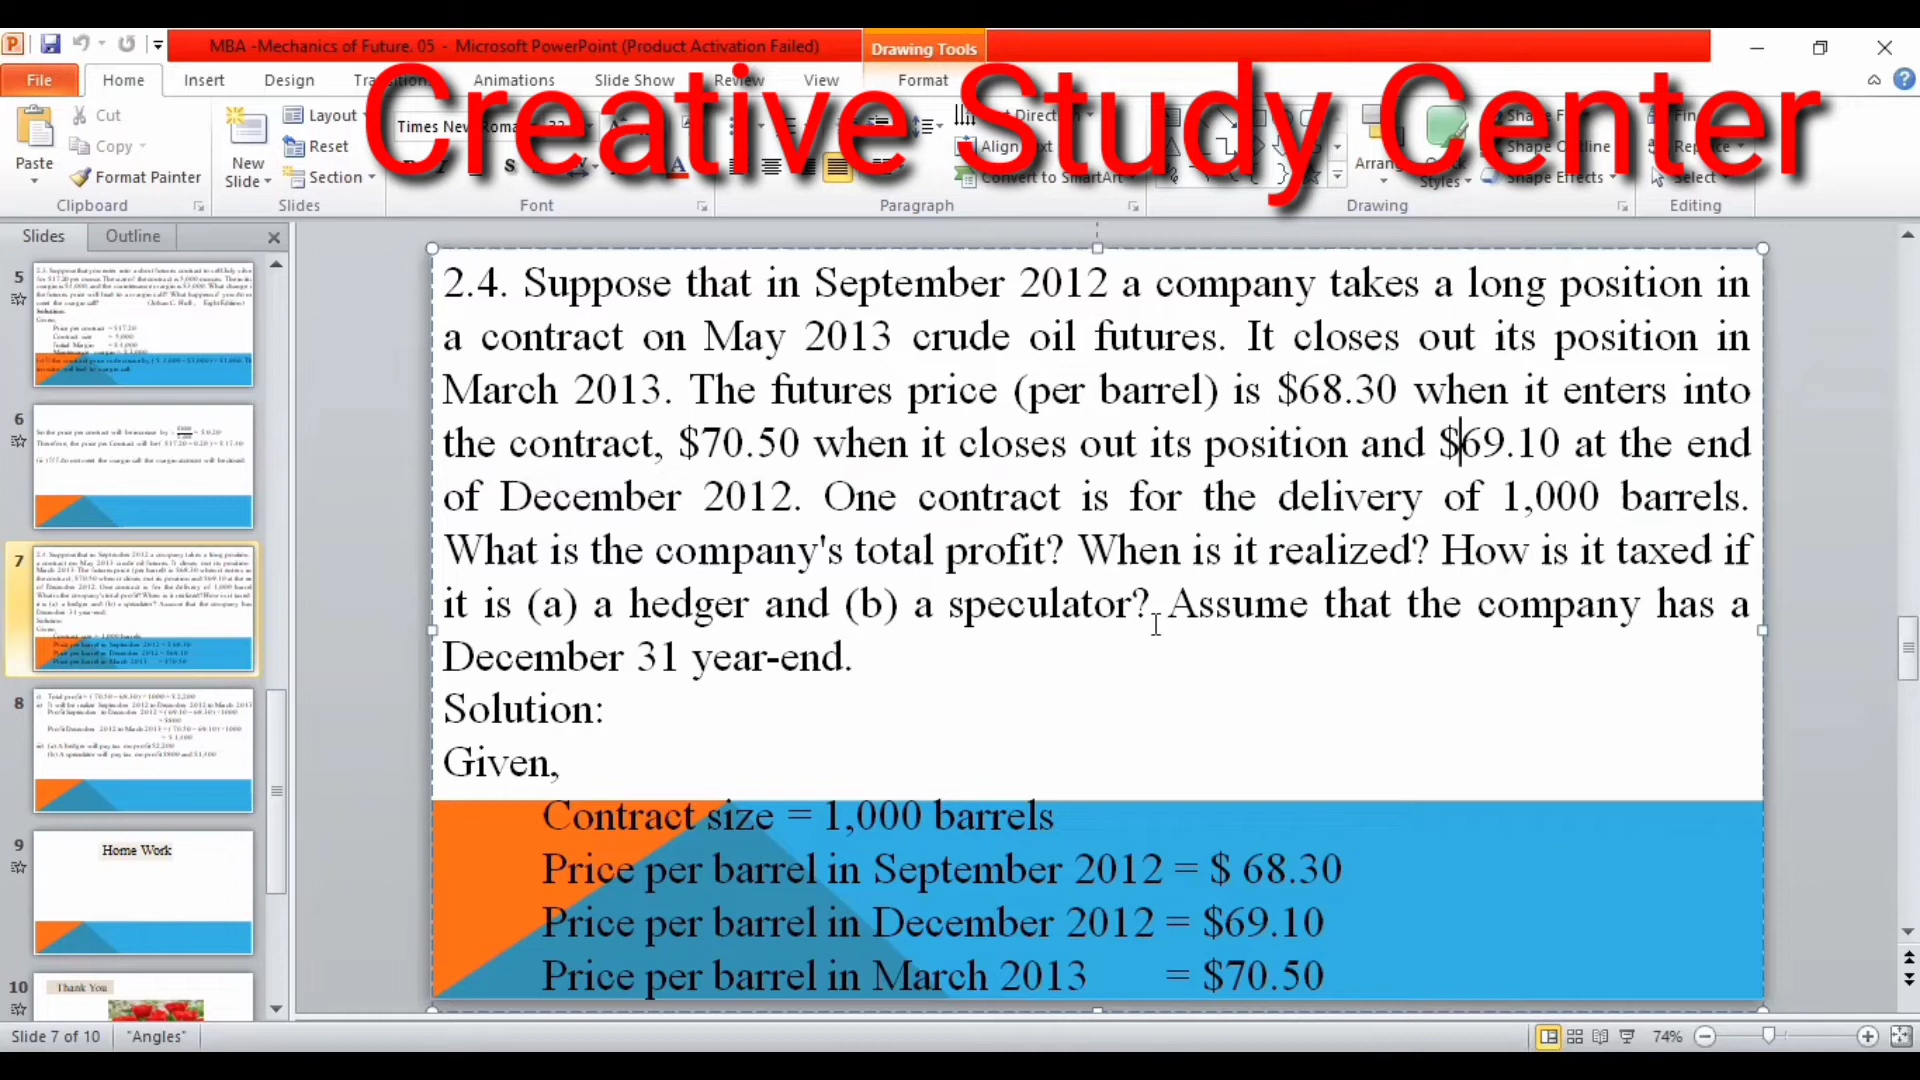 MBA -Mechanics of Future. 05 - Microsoft PowerPoint (Product Activation Failed)
Drawing Tools
File Home Insert Design Animations Slide Show Review View Format
Creative Study Center
Paste
Cut
Copy
Format Painter
Clipboard
New Slide
Layout
Reset
Section
Slides
Font
Paragraph
Drawing
Editing
Slides Outline
5
6
7
8
9
Home Work
10
Thank You
2.4. Suppose that in September 2012 a company takes a long position in
a contract on May 2013 crude oil futures. It closes out its position in
March 2013. The futures price (per barrel) is $68.30 when it enters into
the contract, $70.50 when it closes out its position and $69.10 at the end
of December 2012. One contract is for the delivery of 1,000 barrels.
What is the company's total profit? When is it realized? How is it taxed if
it is (a) a hedger and (b) a speculator? Assume that the company has a
December 31 year-end.
Solution:
Given,
Contract size = 1,000 barrels
Price per barrel in September 2012 = $ 68.30
Price per barrel in December 2012 = $69.10
Price per barrel in March 2013 = $70.50
Slide 7 of 10 "Angles" 74%